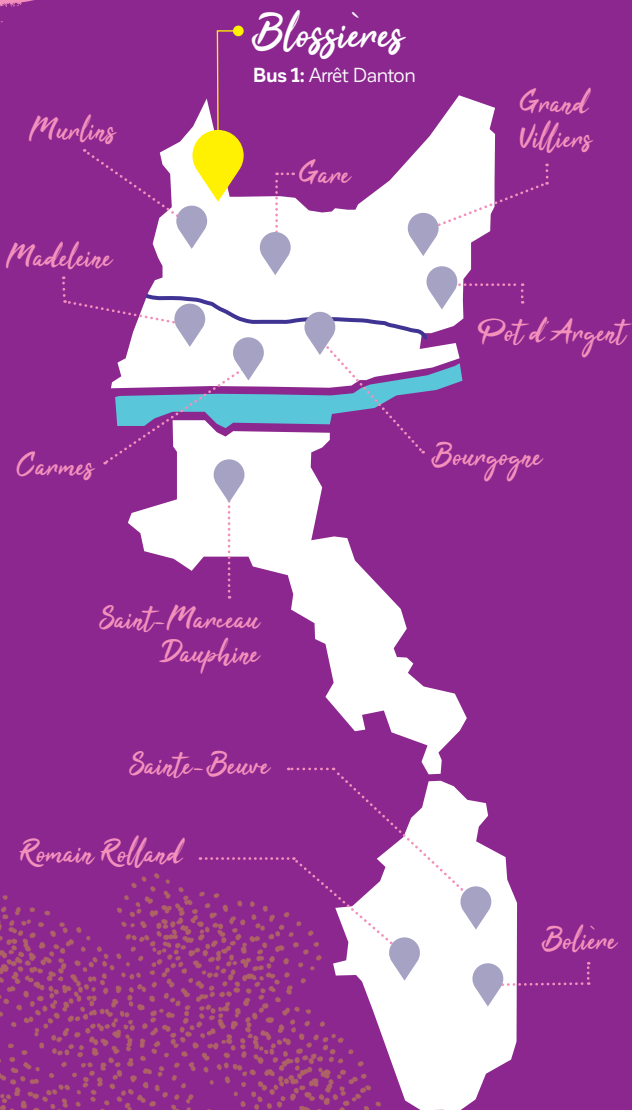 Blossières
Bus 1: Arrêt Danton
Grand
Villiers
Murlins
Gare
Madeleine
Pot d'Argent
Bourgogne
Carmes
Saint-Marceau
Dauphine
Sainte-Beuve
Romain Rolland
Bolière